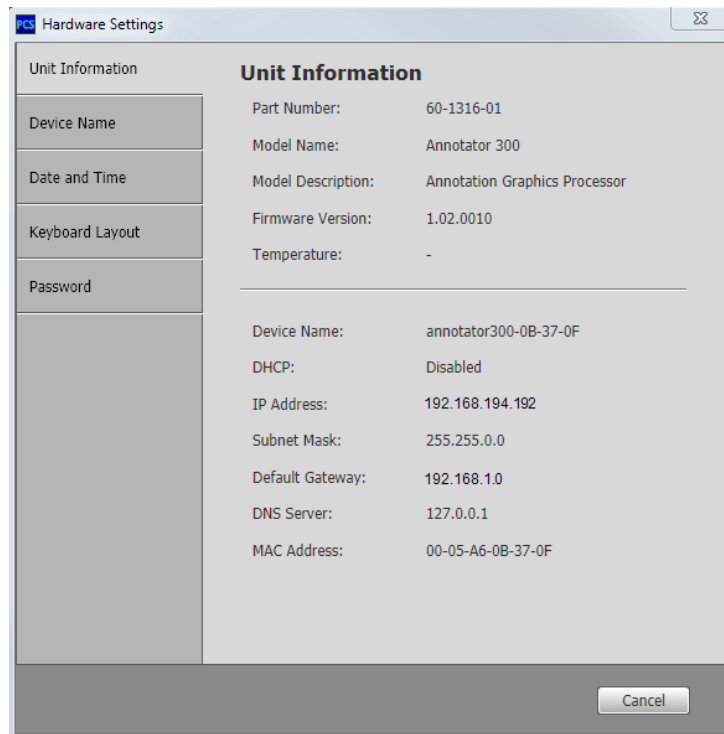 PCS Hardware Settings
Unit Information
Device Name
Date and Time
Keyboard Layout
Password
Unit Information
Part Number: 60-1316-01
Model Name: Annotator 300
Model Description: Annotation Graphics Processor
Firmware Version: 1.02.0010
Temperature: -
Device Name: annotator300-0B-37-0F
DHCP: Disabled
IP Address: 192.168.194.192
Subnet Mask: 255.255.0.0
Default Gateway: 192.168.1.0
DNS Server: 127.0.0.1
MAC Address: 00-05-A6-0B-37-0F
Cancel